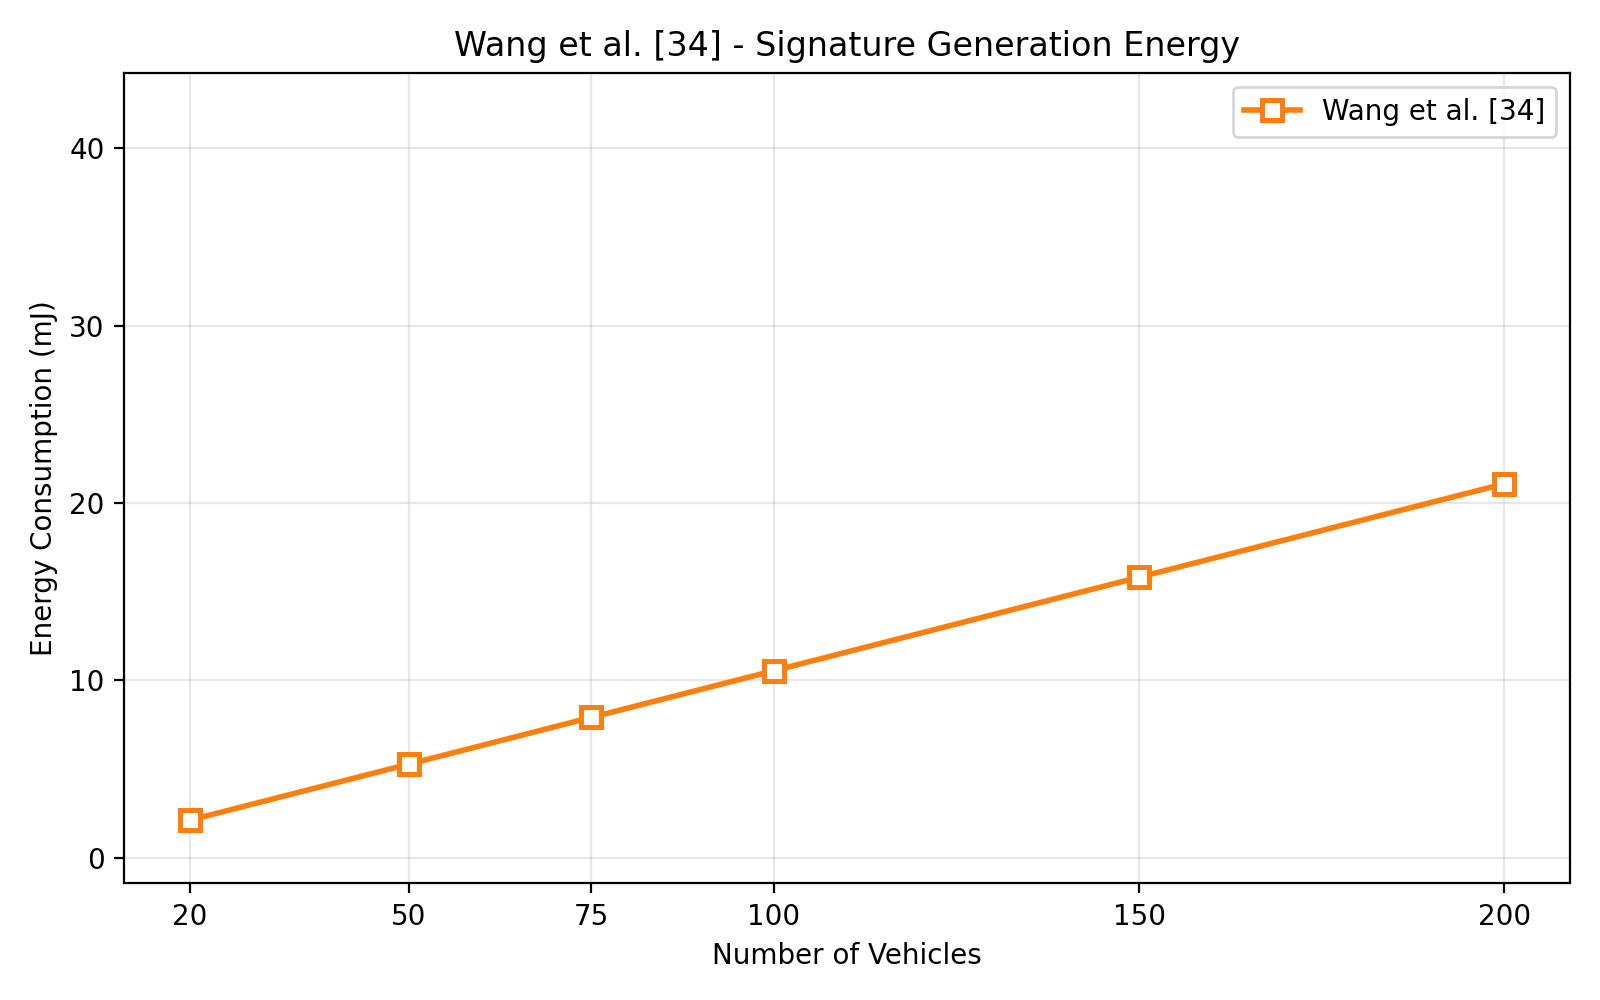 Wang et al. [34] - Signature Generation Energy
Wang et al. [34]
Energy Consumption (mJ)
40
30
20
10
0
20 50 75 100 150 200
Number of Vehicles